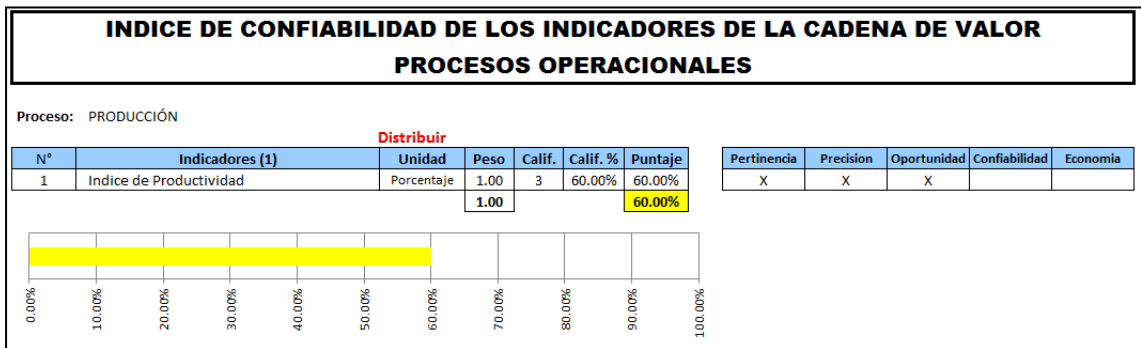 INDICE DE CONFIABILIDAD DE LOS INDICADORES DE LA CADENA DE VALOR
PROCESOS OPERACIONALES
Proceso: PRODUCCIÓN
Distribuir
N° Indicadores (1) Unidad Peso Calif. Calif. % Puntaje Pertinencia Precision Oportunidad Confiabilidad Economia
1 Indice de Productividad Porcentaje 1.00 3 60.00% 60.00% X X X
1.00 60.00%
0.00% 10.00% 20.00% 30.00% 40.00% 50.00% 60.00% 70.00% 80.00% 90.00% 100.00%